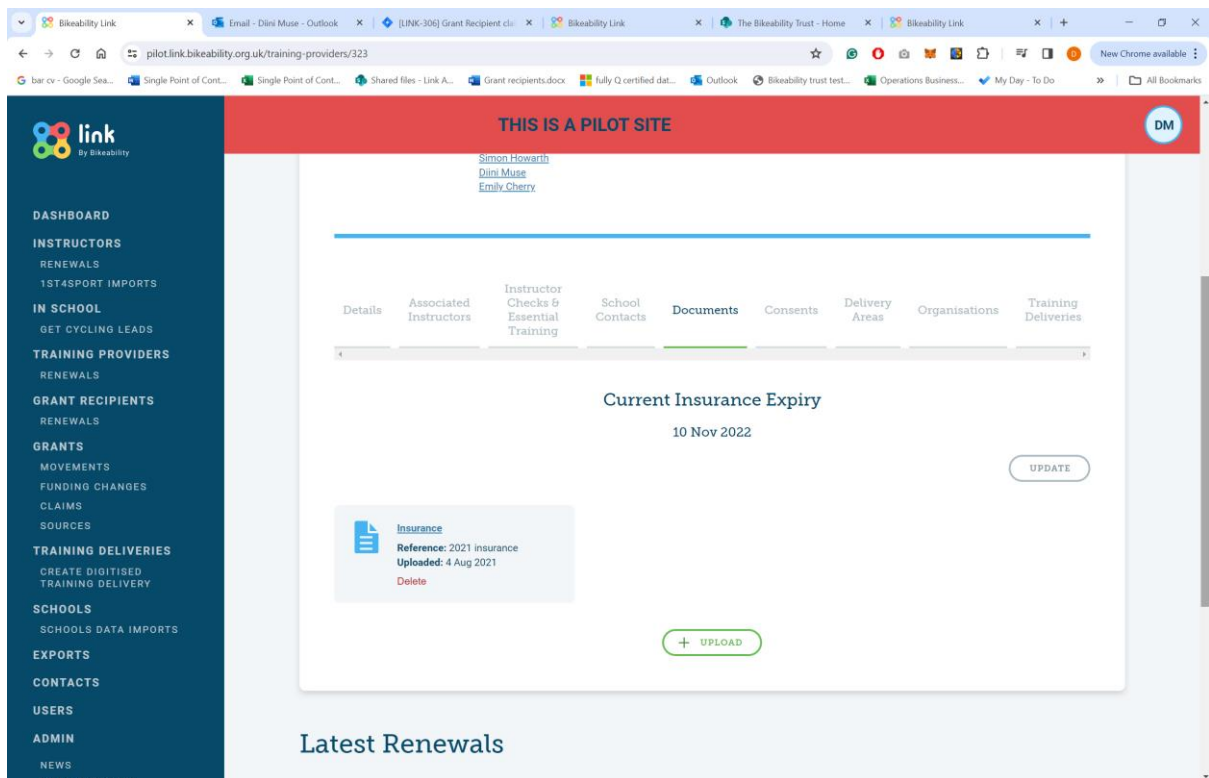 Bikeability Link
Email - Diini Muse - Outlook
[LINK-306] Grant Recipient clai
Bikeability Link
The Bikeability Trust - Home
Bikeability Link
pilot.link.bikeability.org.uk/training-providers/323
New Chrome available
bar cv - Google Sea...
Single Point of Cont...
Single Point of Cont...
Shared files - Link A...
Grant recipients.docx
fully Q certified dat...
Outlook
Bikeability trust test...
Operations Business...
My Day - To Do
All Bookmarks
link
By Bikeability
THIS IS A PILOT SITE
DM
DASHBOARD
INSTRUCTORS
RENEWALS
1ST4SPORT IMPORTS
IN SCHOOL
GET CYCLING LEADS
TRAINING PROVIDERS
RENEWALS
GRANT RECIPIENTS
RENEWALS
GRANTS
MOVEMENTS
FUNDING CHANGES
CLAIMS
SOURCES
TRAINING DELIVERIES
CREATE DIGITISED
TRAINING DELIVERY
SCHOOLS
SCHOOLS DATA IMPORTS
EXPORTS
CONTACTS
USERS
ADMIN
NEWS
Simon Howarth
Diini Muse
Emily Cherry
Details
Associated
Instructors
Instructor
Checks &
Essential
Training
School
Contacts
Documents
Consents
Delivery
Areas
Organisations
Training
Deliveries
Current Insurance Expiry
10 Nov 2022
UPDATE
Insurance
Reference: 2021 insurance
Uploaded: 4 Aug 2021
Delete
+ UPLOAD
Latest Renewals